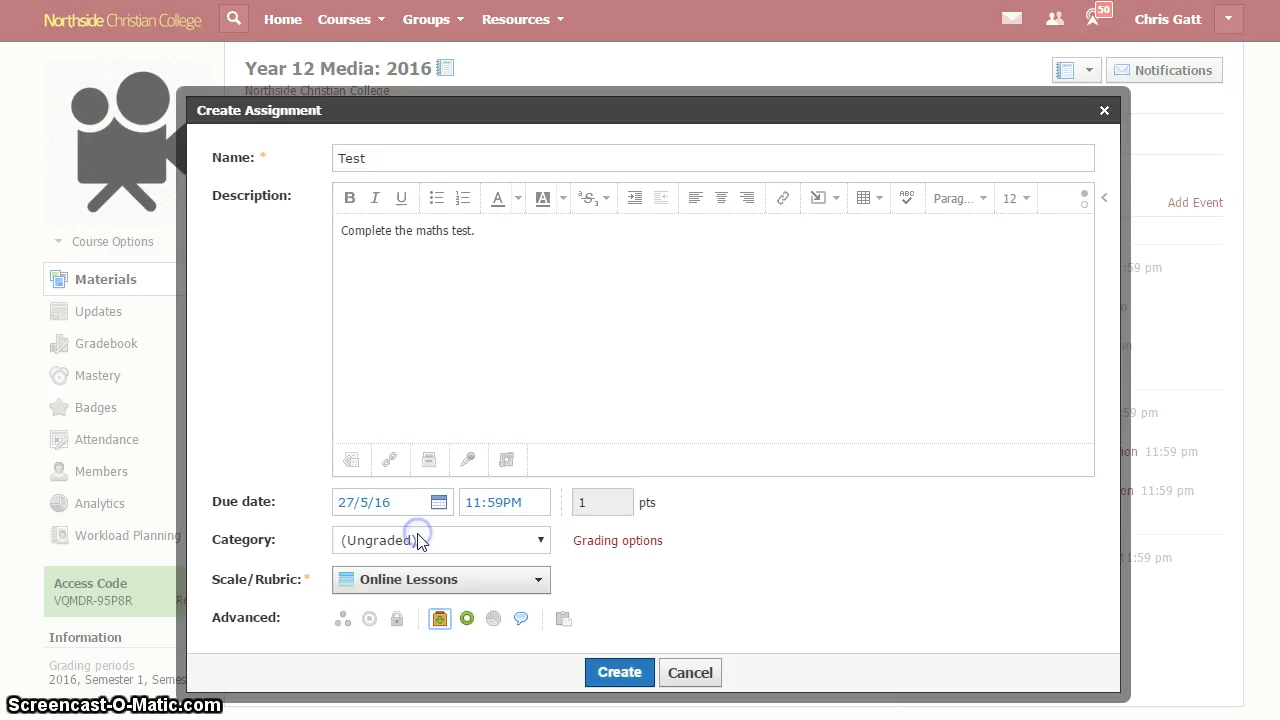 Northside Christian College Home Courses Groups Resources 50 Chris Gatt
Year 12 Media: 2016 Notifications
Northside Christian College
Create Assignment
Name: * Test
Description: B I U A A Parag... 12
Complete the maths test.
Add Event
Course Options
:59 pm
Materials
Updates
Gradebook
Mastery
Badges
:59 pm
Attendance
ion 11:59 pm
Members
on 11:59 pm
Analytics
Workload Planning
11:59 pm
Due date: 27/5/16 11:59PM 1 pts
Category: (Ungraded) Grading options
Scale/Rubric: * Online Lessons
Advanced:
Access Code
VQMDR-95P8R Re
Information
Grading periods
2016, Semester 1, Semes
Create Cancel
Screencast-O-Matic.com